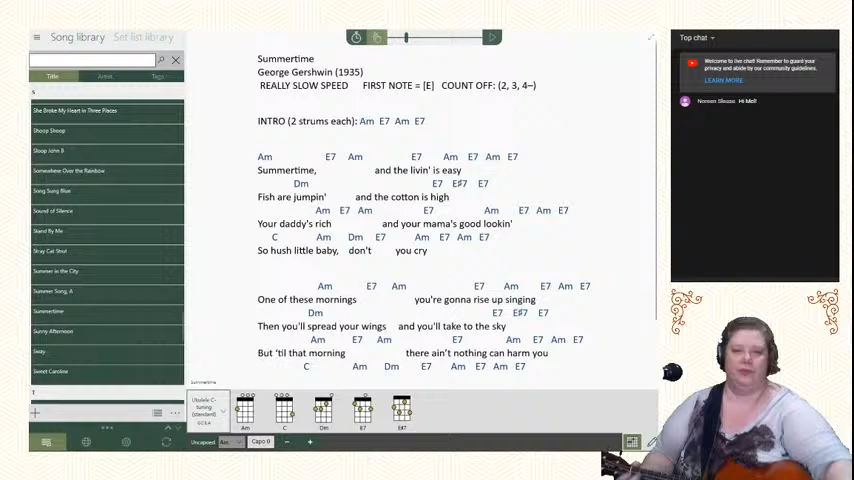 Song library   Set list library
Title   Artist   Tags
S
She Broke My Heart in Three Places
Shoop Shoop
Sloop John B
Somewhere Over the Rainbow
Song Sung Blue
Sound of Silence
Stand By Me
Stray Cat Strut
Summer in the City
Summer Song, A
Summertime
Sunny Afternoon
Sway
Sweet Caroline
T
Summertime
George Gershwin (1935)
REALLY SLOW SPEED   FIRST NOTE = [E]   COUNT OFF: (2, 3, 4~)
INTRO (2 strums each): Am E7 Am E7
Am E7 Am E7 Am E7 Am E7
Summertime, and the livin' is easy
Dm E7 E#7 E7
Fish are jumpin' and the cotton is high
Am E7 Am E7 Am E7 Am E7
Your daddy's rich and your mama's good lookin'
C Am Dm E7 Am E7 Am E7
So hush little baby, don't you cry
Am E7 Am E7 Am E7 Am E7
One of these mornings you're gonna rise up singing
Dm E7 E#7 E7
Then you'll spread your wings and you'll take to the sky
Am E7 Am E7 Am E7 Am E7
But 'til that morning there ain't nothing can harm you
C Am Dm E7 Am E7 Am E7
Summertime
Ukulele C-
tuning
(standard)
GCEA
Am C Dm E7 E#7
Uncapoed Am Capo 0 − +
Top chat
Welcome to live chat! Remember to guard your
privacy and abide by our community guidelines.
LEARN MORE
Hi Mel!